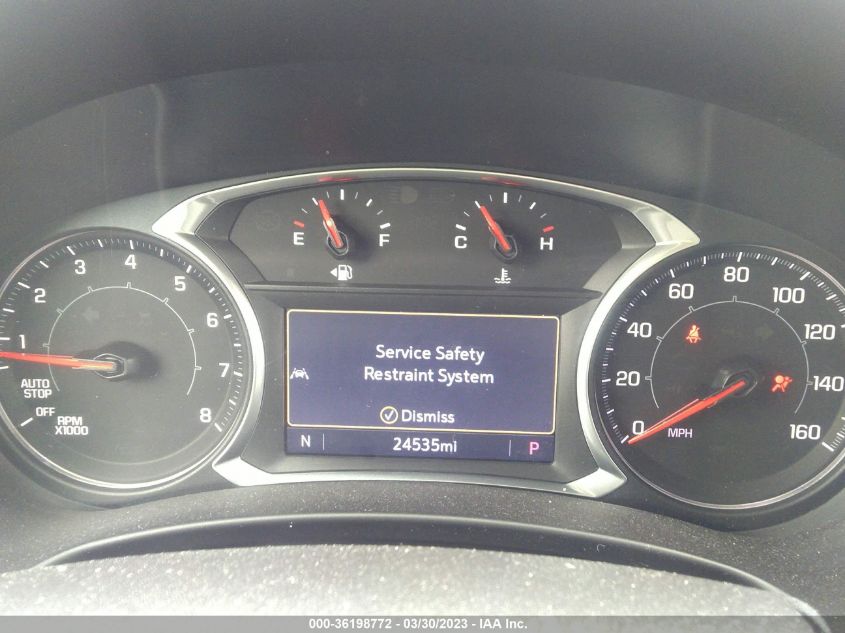 E F
C H
1 2 3 4 5 6 7 8
AUTO
STOP
OFF
RPM
X1000
Service Safety
Restraint System
Dismiss
N 24535mi P
0 20 40 60 80 100 120 140 160
MPH
000-36198772 - 03/30/2023 - IAA Inc.